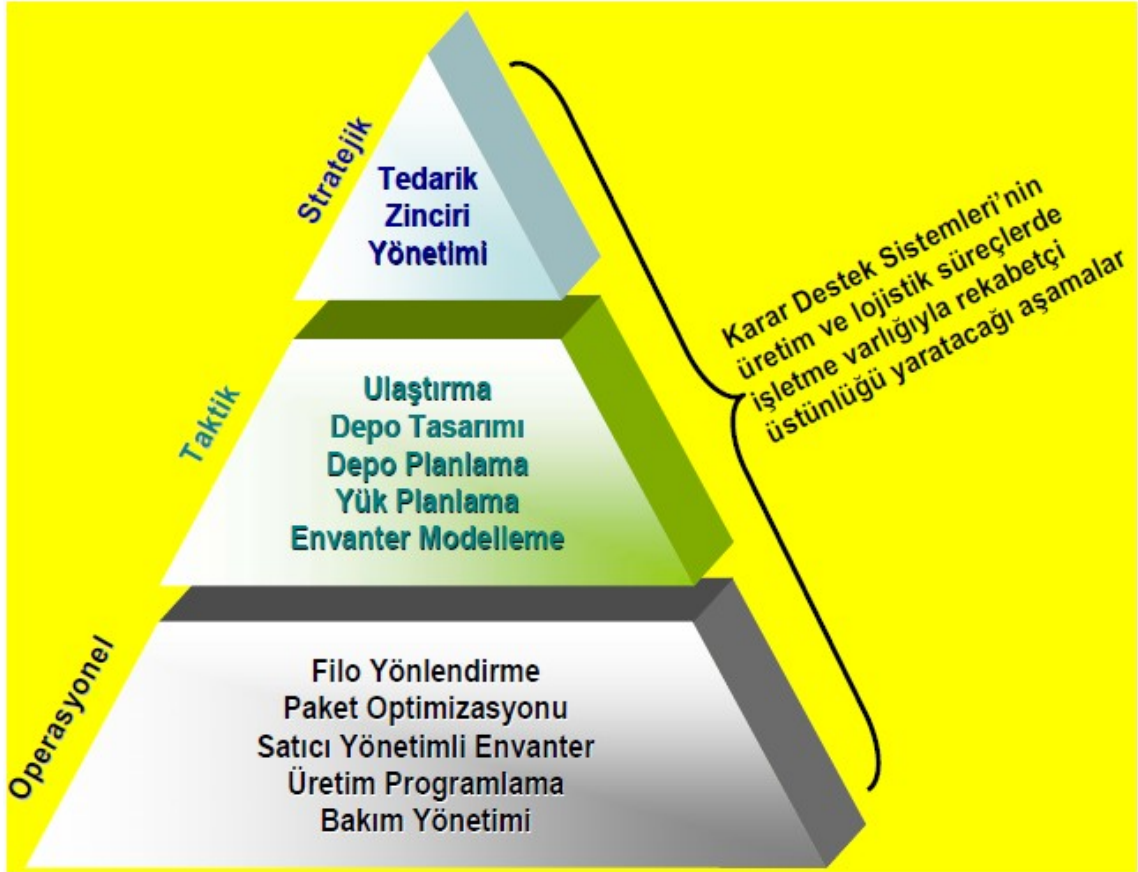 Stratejik
Tedarik
Zinciri
Yönetimi
Taktik
Ulaştırma
Depo Tasarımı
Depo Planlama
Yük Planlama
Envanter Modelleme
Operasyonel
Filo Yönlendirme
Paket Optimizasyonu
Satıcı Yönetimli Envanter
Üretim Programlama
Bakım Yönetimi
Karar Destek Sistemleri’nin
üretim ve lojistik süreçlerde
işletme varlığıyla rekabetçi
üstünlüğü yaratacağı aşamalar